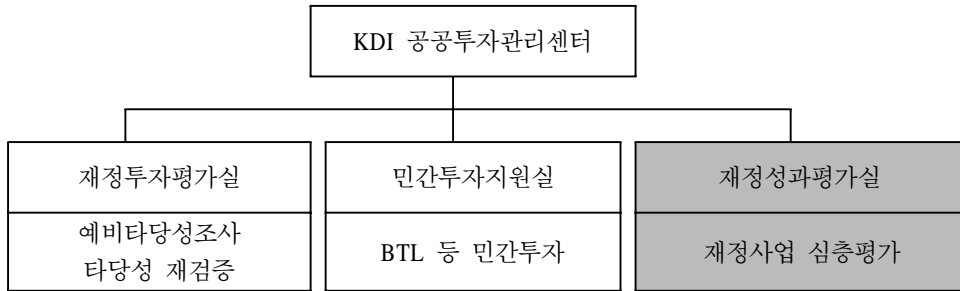 KDI 공공투자관리센터
재정투자평가실
민간투자지원실
재정성과평가실
예비타당성조사
타당성 재검증
BTL 등 민간투자
재정사업 심층평가